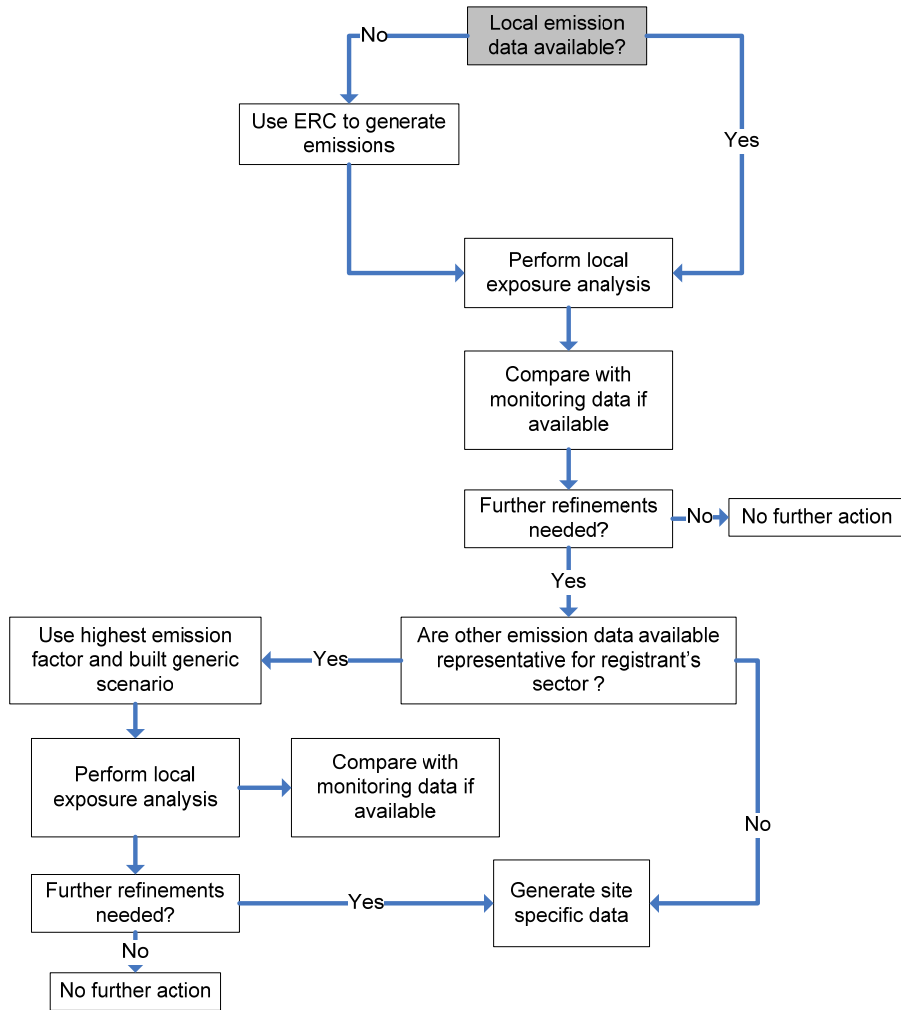 Local emission
data available?
No
Yes
Use ERC to generate
emissions
Perform local
exposure analysis
Compare with
monitoring data if
available
Further refinements
needed?
No
No further action
Yes
Are other emission data available
representative for registrant's
sector ?
Yes
No
Use highest emission
factor and built generic
scenario
Perform local
exposure analysis
Compare with
monitoring data if
available
Further refinements
needed?
Yes
Generate site
specific data
No
No further action